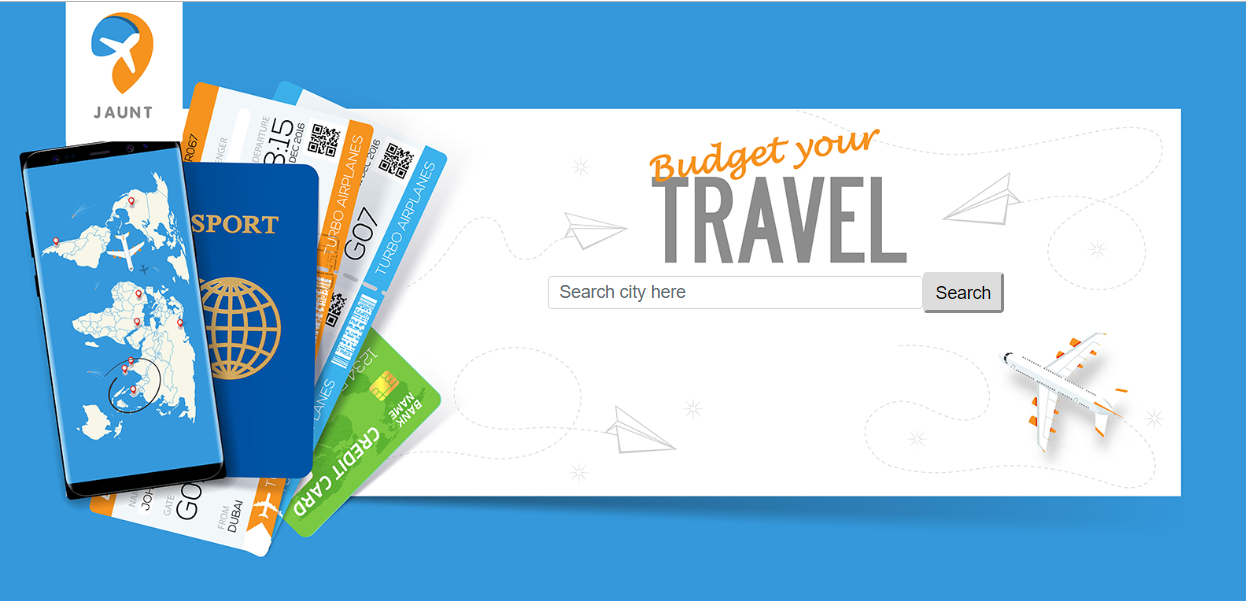 JAUNT
Budget your
TRAVEL
Search city here
Search
SPORT
DEPARTURE
8:15
DEC 2016
TURBO AIRPLANES
DEC 2016
G07
TURBO AIRPLANES
LANES
BANK
NAME
CREDIT CARD
GATE
FROM
DUBAI